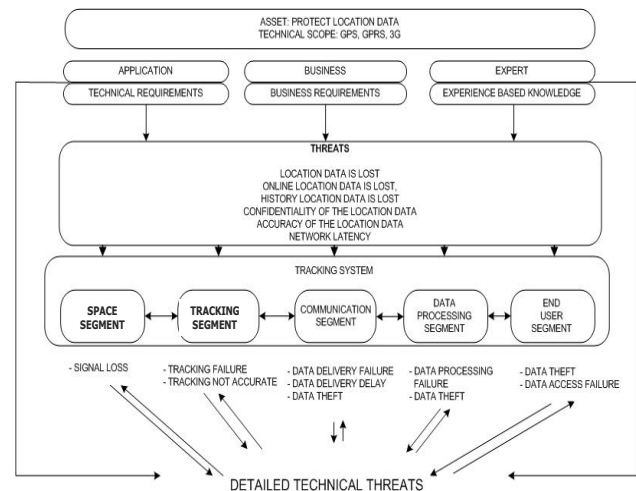 ASSET: PROTECT LOCATION DATA
TECHNICAL SCOPE: GPS, GPRS, 3G
APPLICATION
TECHNICAL REQUIREMENTS
BUSINESS
BUSINESS REQUIREMENTS
EXPERT
EXPERIENCE BASED KNOWLEDGE
THREATS
LOCATION DATA IS LOST
ONLINE LOCATION DATA IS LOST,
HISTORY LOCATION DATA IS LOST
CONFIDENTIALITY OF THE LOCATION DATA
ACCURACY OF THE LOCATION DATA
NETWORK LATENCY
TRACKING SYSTEM
SPACE
SEGMENT
TRACKING
SEGMENT
COMMUNICATION
SEGMENT
DATA
PROCESSING
SEGMENT
END
USER
SEGMENT
- SIGNAL LOSS
- TRACKING FAILURE
- TRACKING NOT ACCURATE
- DATA DELIVERY FAILURE
- DATA DELIVERY DELAY
- DATA THEFT
- DATA PROCESSING
FAILURE
- DATA THEFT
- DATA THEFT
- DATA ACCESS FAILURE
DETAILED TECHNICAL THREATS